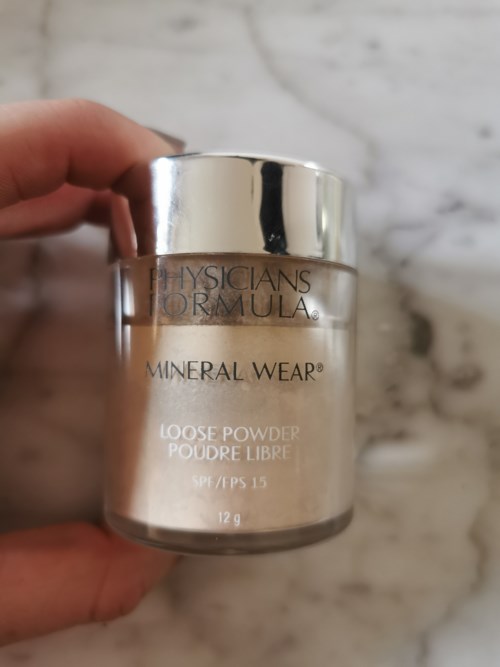 PHYSICIANS
FORMULA®
MINERAL WEAR®
LOOSE POWDER
POUDRE LIBRE
SPF/FPS 15
12 g